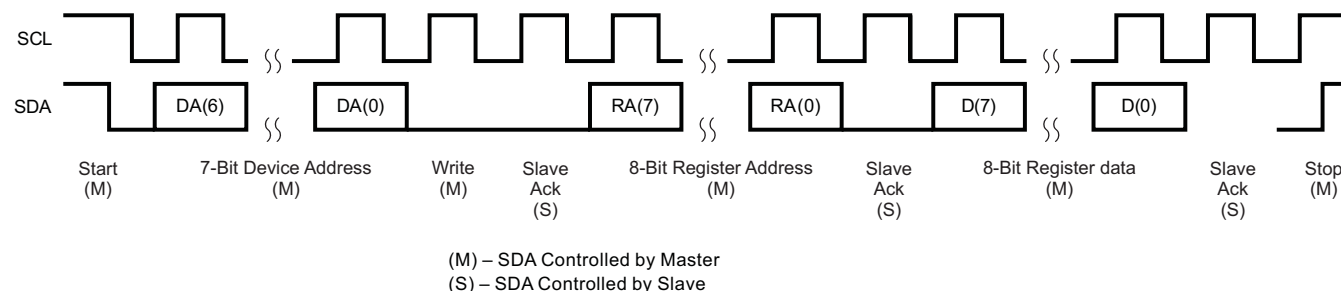 SCL
SDA
DA(6)
DA(0)
RA(7)
RA(0)
D(7)
D(0)
Start
(M)
7-Bit Device Address
(M)
Write
(M)
Slave
Ack
(S)
8-Bit Register Address
(M)
Slave
Ack
(S)
8-Bit Register data
(M)
Slave
Ack
(S)
Stop
(M)
(M) – SDA Controlled by Master
(S) – SDA Controlled by Slave